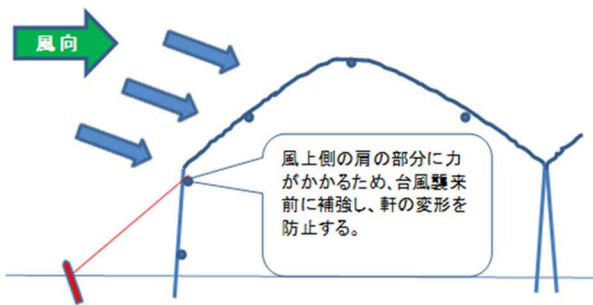 風向
風上側の肩の部分に力
がかかるため、台風襲来
前に補強し、軒の変形を
防止する。